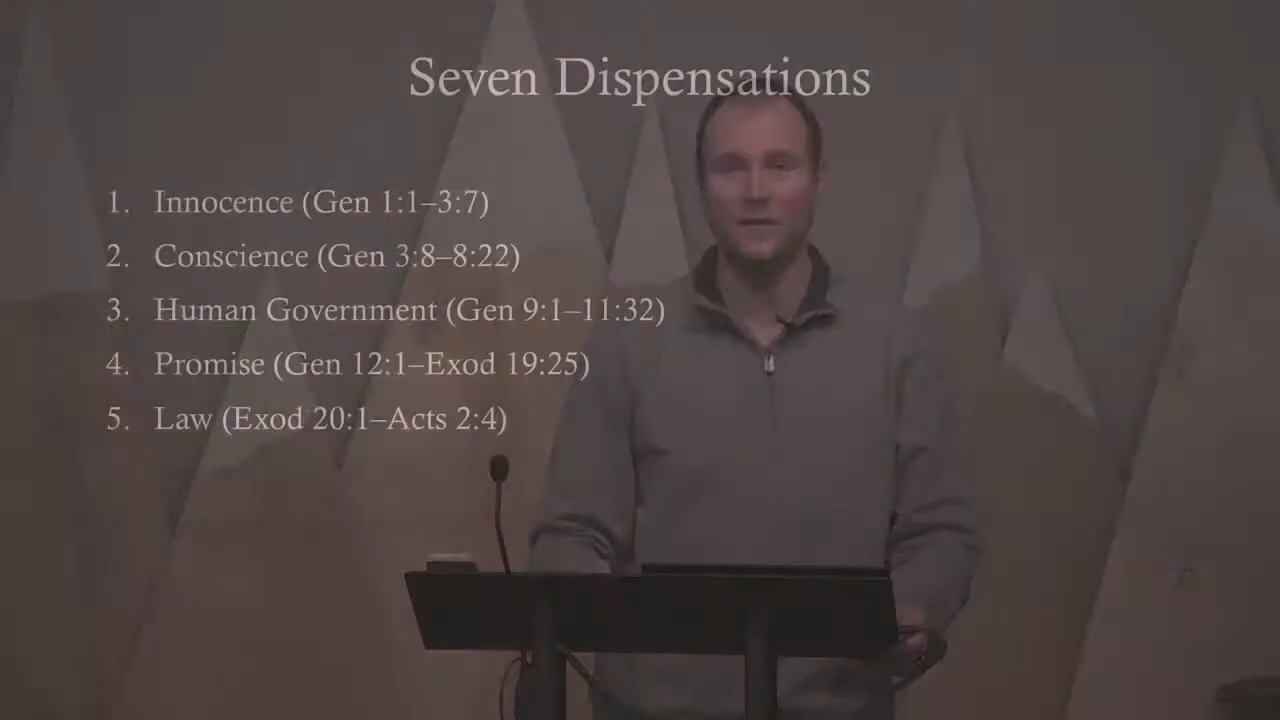 Seven Dispensations
1. Innocence (Gen 1:1–3:7)
2. Conscience (Gen 3:8–8:22)
3. Human Government (Gen 9:1–11:32)
4. Promise (Gen 12:1–Exod 19:25)
5. Law (Exod 20:1–Acts 2:4)